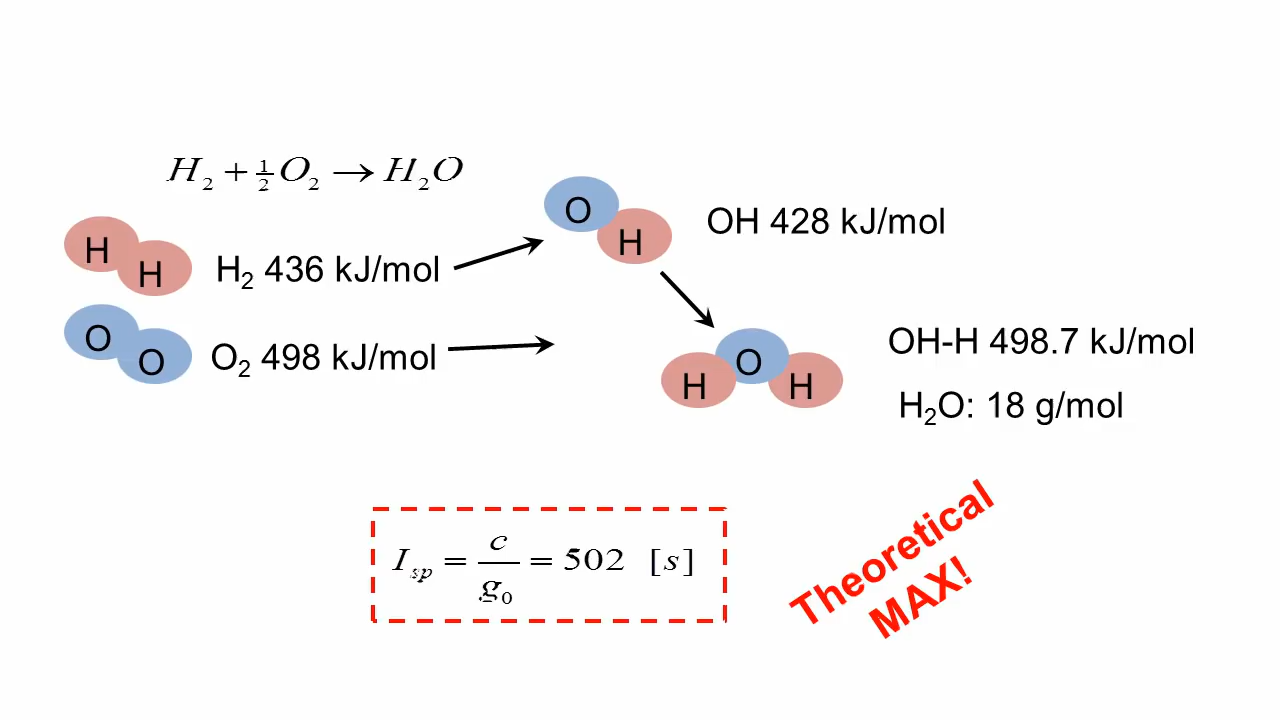 H₂ + ½O₂ → H₂O
H
H
H₂ 436 kJ/mol
O
H
OH 428 kJ/mol
O
O
O₂ 498 kJ/mol
H
O
H
OH-H 498.7 kJ/mol
H₂O: 18 g/mol
I_sp = c/g₀ = 502 [s]
Theoretical
MAX!